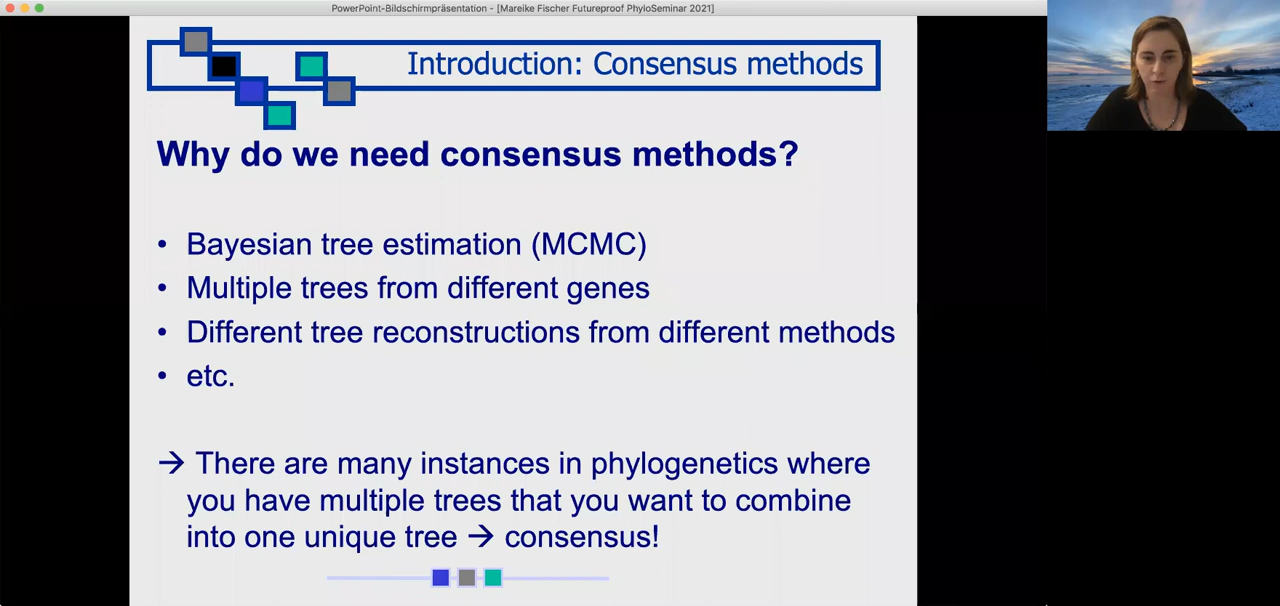 PowerPoint-Bildschirmpräsentation - [Mareike Fischer Futureproof PhyloSeminar 2021]
Introduction: Consensus methods
Why do we need consensus methods?
• Bayesian tree estimation (MCMC)
• Multiple trees from different genes
• Different tree reconstructions from different methods
• etc.
→ There are many instances in phylogenetics where
you have multiple trees that you want to combine
into one unique tree → consensus!